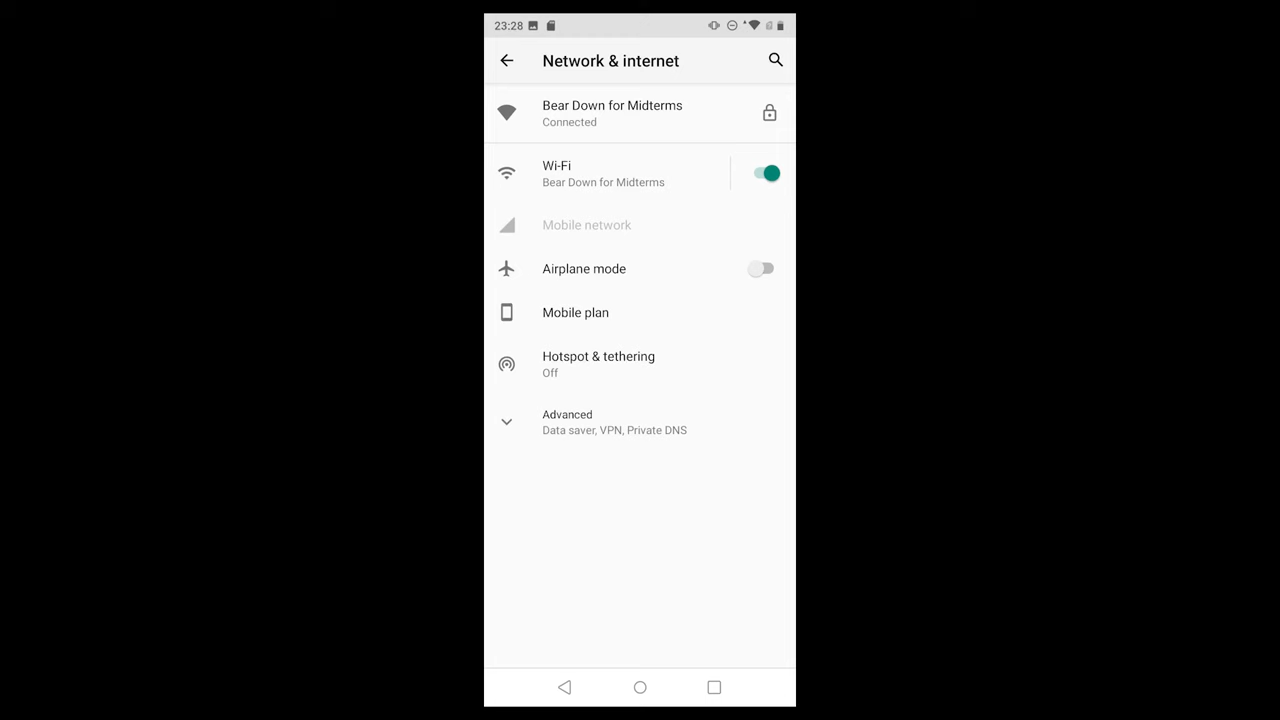 23:28
Network & internet
Bear Down for Midterms
Connected
Wi-Fi
Bear Down for Midterms
Mobile network
Airplane mode
Mobile plan
Hotspot & tethering
Off
Advanced
Data saver, VPN, Private DNS